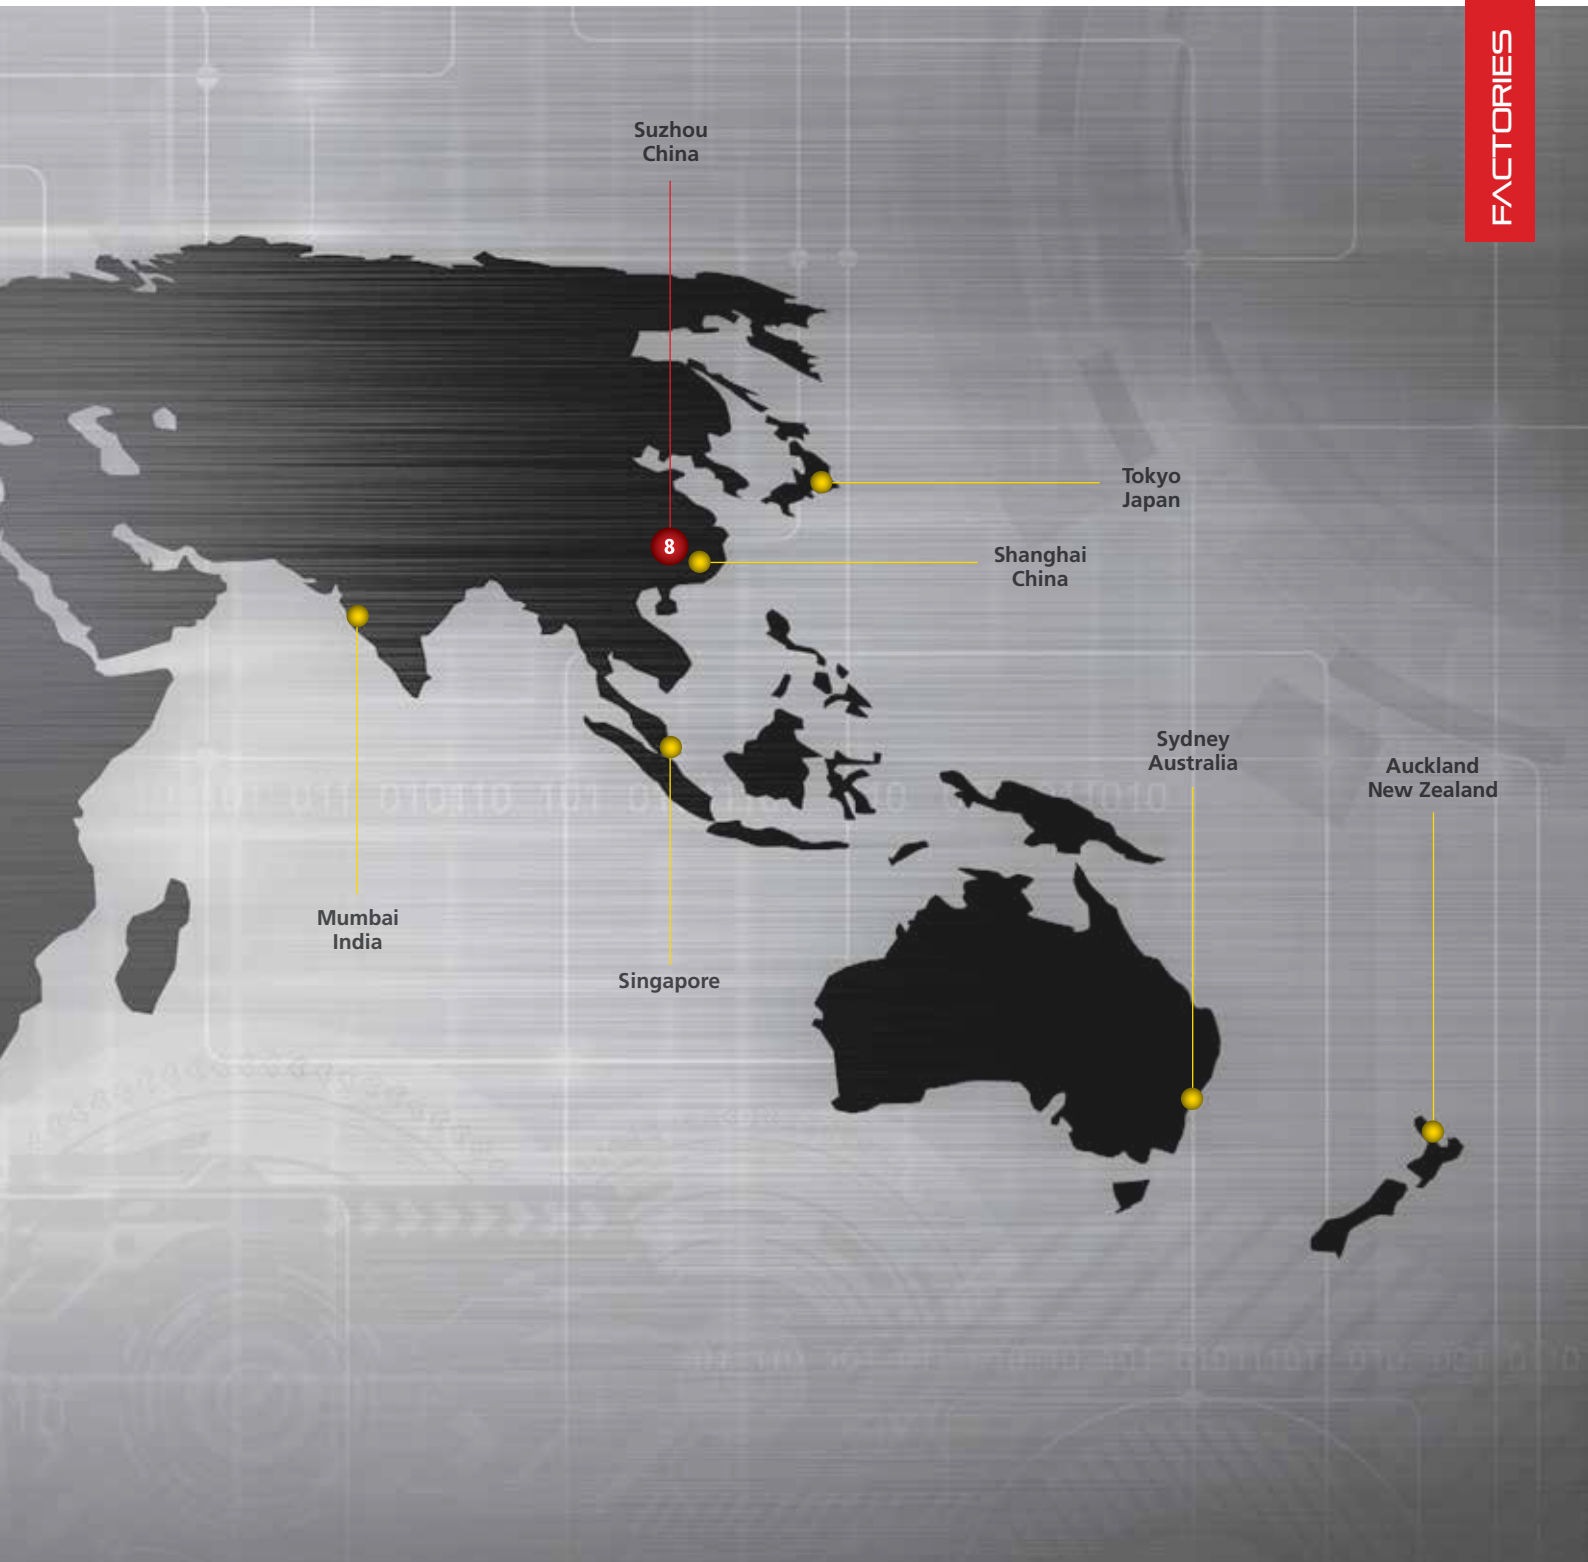 FACTORIES
Suzhou
China
Tokyo
Japan
8
Shanghai
China
Sydney
Australia
Auckland
New Zealand
Mumbai
India
Singapore